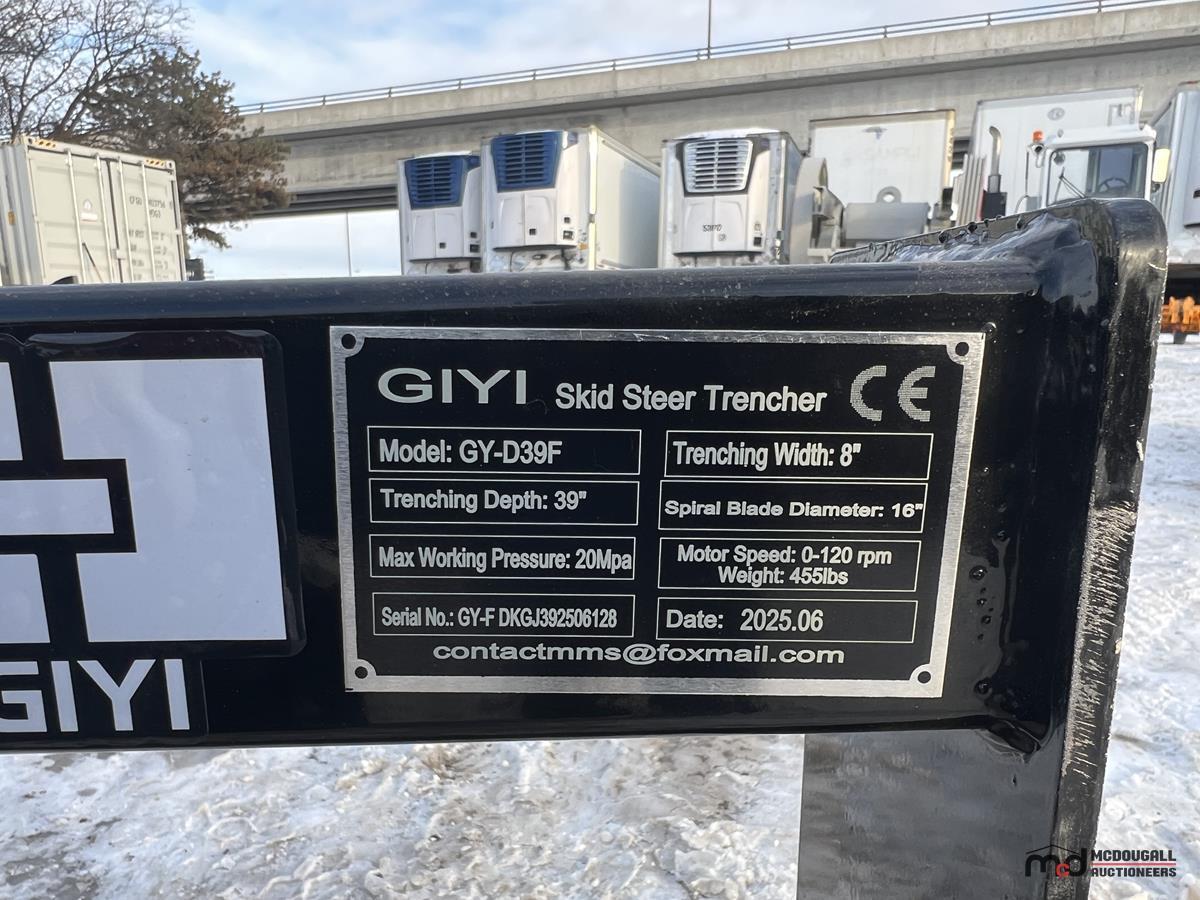 GIYI Skid Steer Trencher CE
Model: GY-D39F
Trenching Width: 8"
Trenching Depth: 39"
Spiral Blade Diameter: 16"
Max Working Pressure: 20Mpa
Motor Speed: 0-120 rpm
Weight: 455lbs
Serial No.: GY-F DKGJ392506128
Date: 2025.06
contactmms@foxmail.com
GIYI
mcd MCDOUGALL
AUCTIONEERS